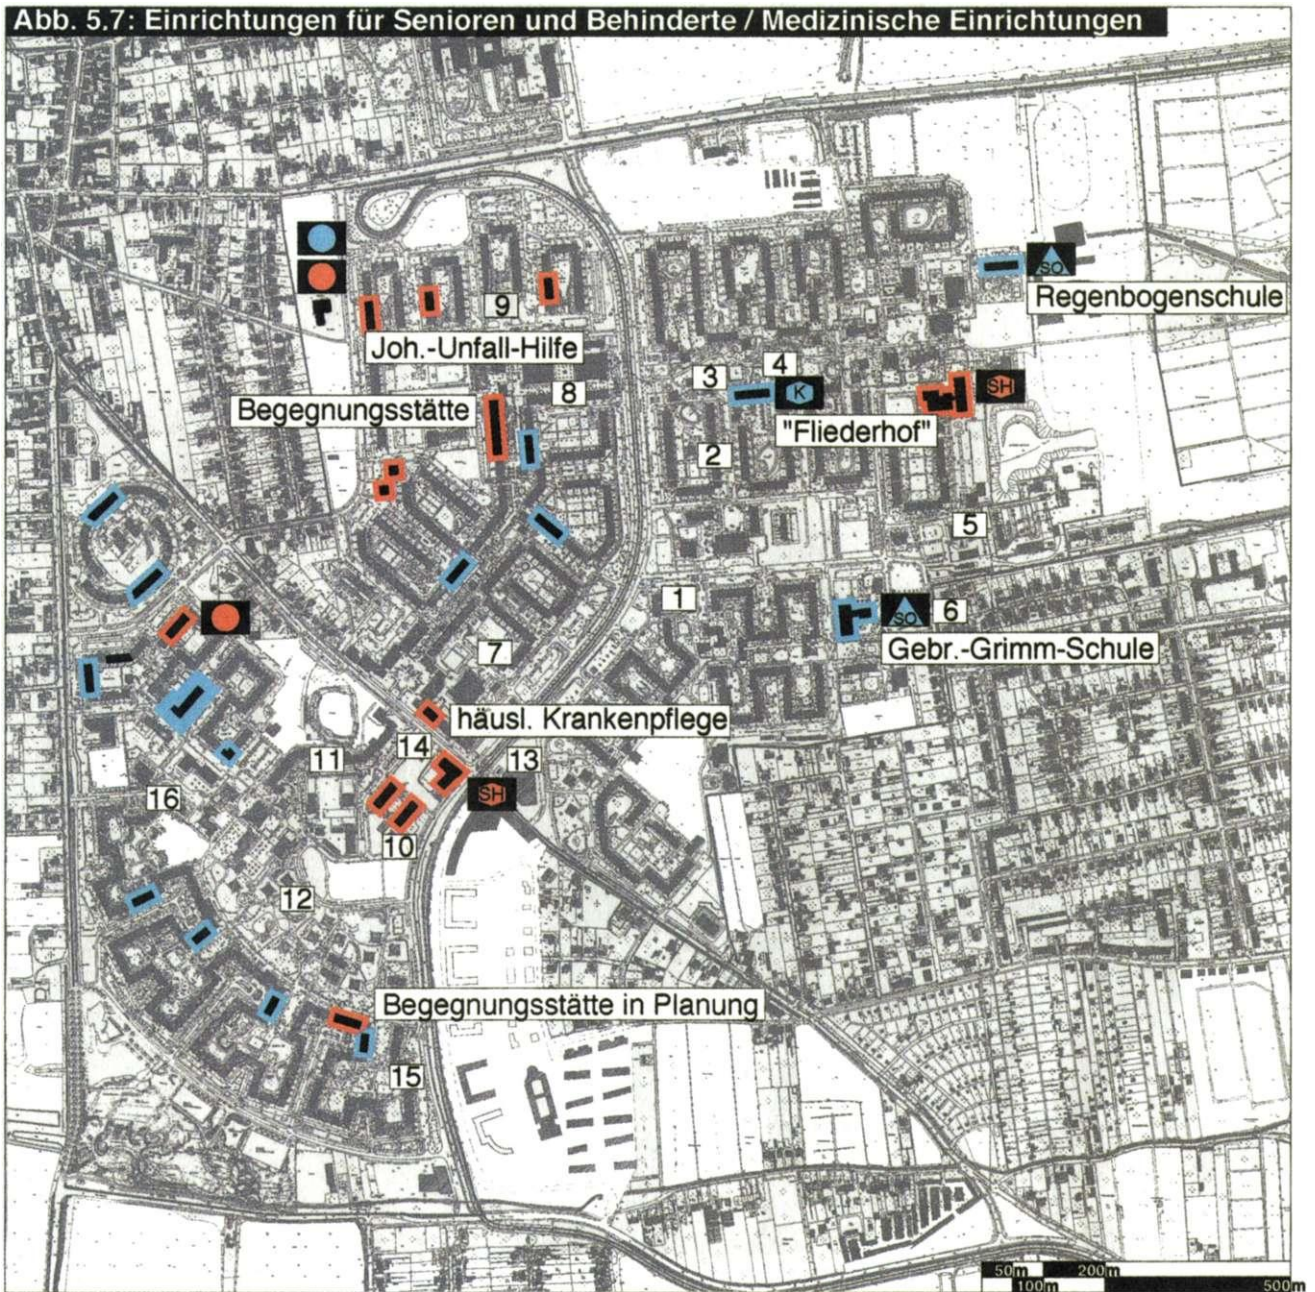 Abb. 5.7: Einrichtungen für Senioren und Behinderte / Medizinische Einrichtungen
SO
Regenbogenschule
9
Joh.-Unfall-Hilfe
3
4
8
K
SH
Begegnungsstätte
"Fliederhof"
2
5
1
6
SO
7
Gebr.-Grimm-Schule
häusl. Krankenpflege
14
11
13
16
SH
10
12
Begegnungsstätte in Planung
15
50m
200m
100m
500m